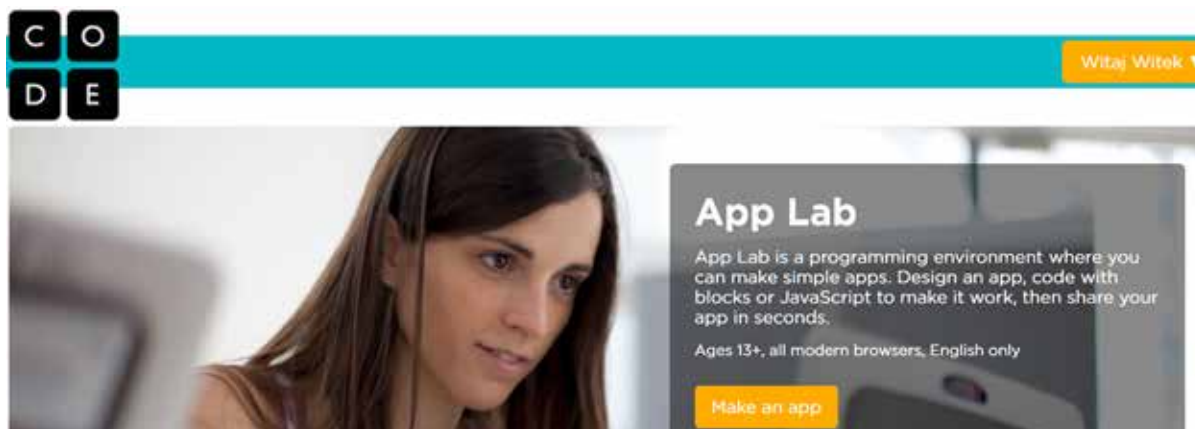 C O
D E
Witaj Witek
App Lab
App Lab is a programming environment where you
can make simple apps. Design an app, code with
blocks or JavaScript to make it work, then share your
app in seconds.
Ages 13+, all modern browsers, English only
Make an app